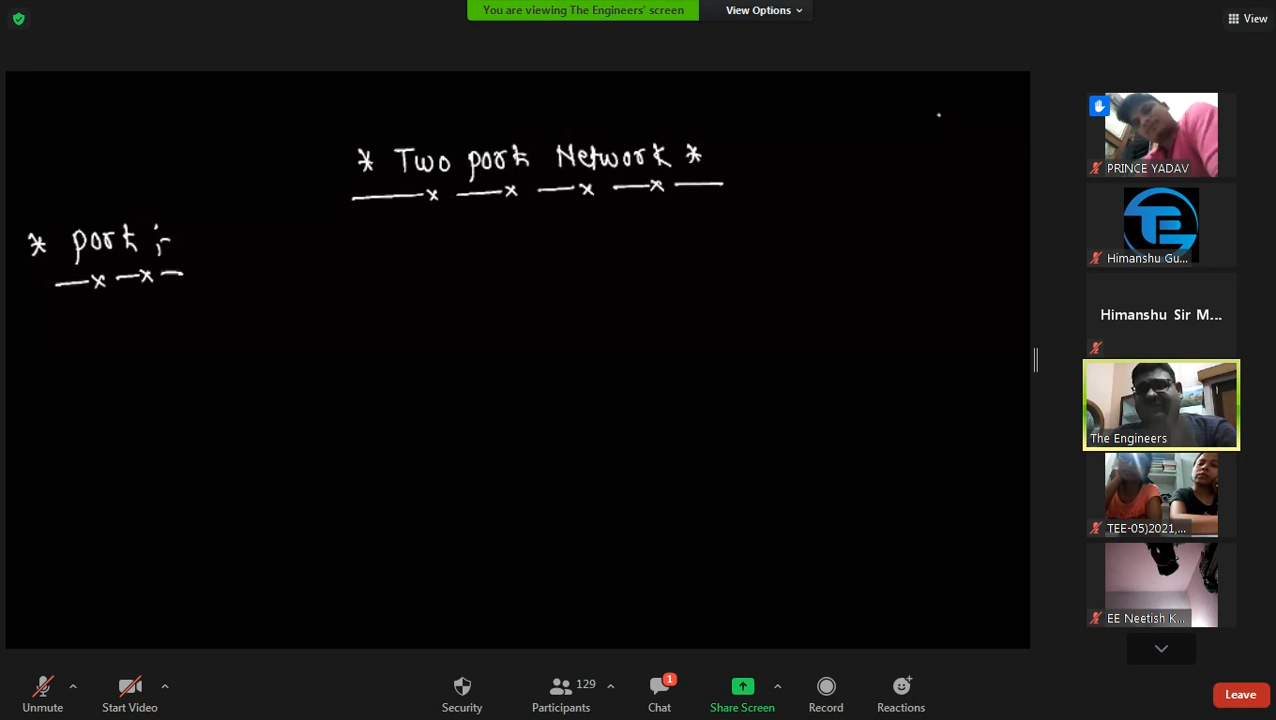 You are viewing The Engineers' screen
View Options
View
* Two port Network *
* port :-
PRINCE YADAV
Himanshu Gu...
Himanshu Sir M...
The Engineers
TEE-05)2021,...
EE Neetish K...
Unmute
Start Video
Security
129
Participants
1
Chat
Share Screen
Record
Reactions
Leave